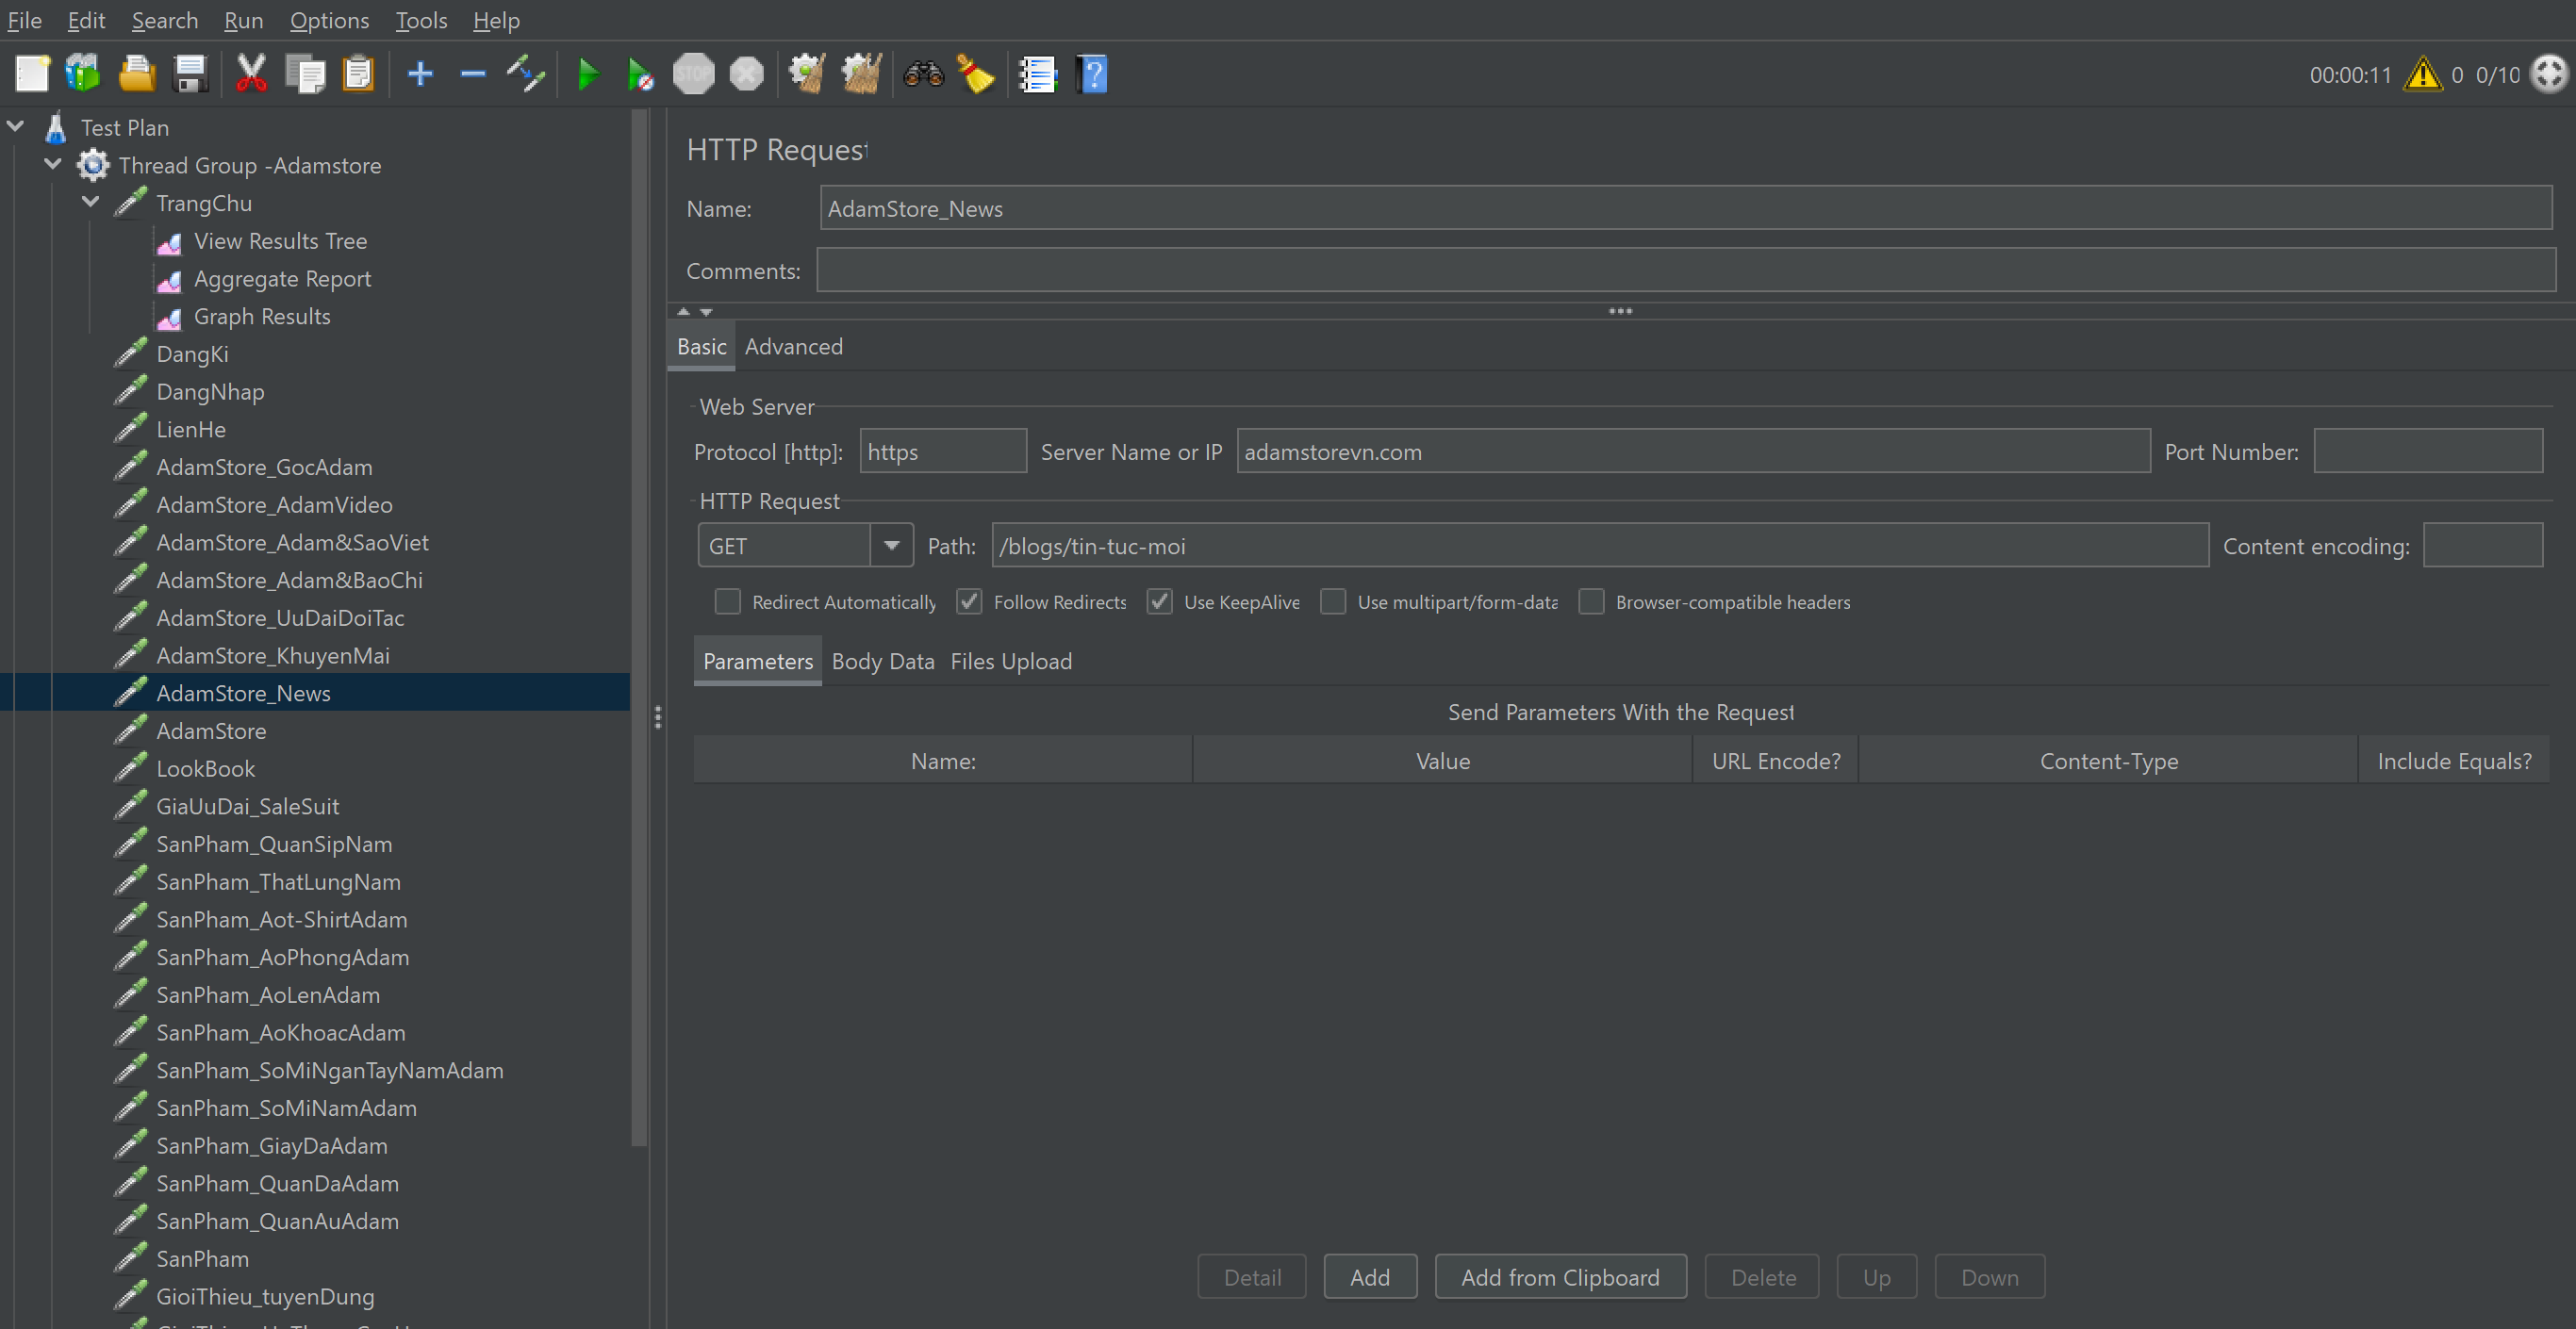 File Edit Search Run Options Tools Help
STOP
00:00:11 0 0/10
Test Plan
Thread Group -Adamstore
TrangChu
View Results Tree
Aggregate Report
Graph Results
DangKi
DangNhap
LienHe
AdamStore_GocAdam
AdamStore_AdamVideo
AdamStore_Adam&SaoViet
AdamStore_Adam&BaoChi
AdamStore_UuDaiDoiTac
AdamStore_KhuyenMai
AdamStore_News
AdamStore
LookBook
GiaUuDai_SaleSuit
SanPham_QuanSipNam
SanPham_ThatLungNam
SanPham_Aot-ShirtAdam
SanPham_AoPhongAdam
SanPham_AoLenAdam
SanPham_AoKhoacAdam
SanPham_SoMiNganTayNamAdam
SanPham_SoMiNamAdam
SanPham_GiayDaAdam
SanPham_QuanDaAdam
SanPham_QuanAuAdam
SanPham
GioiThieu_tuyenDung
HTTP Request
Name: AdamStore_News
Comments:
Basic Advanced
Web Server
Protocol [http]: https Server Name or IP adamstorevn.com Port Number:
HTTP Request
GET Path: /blogs/tin-tuc-moi Content encoding:
Redirect Automatically Follow Redirects Use KeepAlive Use multipart/form-data Browser-compatible headers
Parameters Body Data Files Upload
Send Parameters With the Request
Name: Value URL Encode? Content-Type Include Equals?
Detail Add Add from Clipboard Delete Up Down